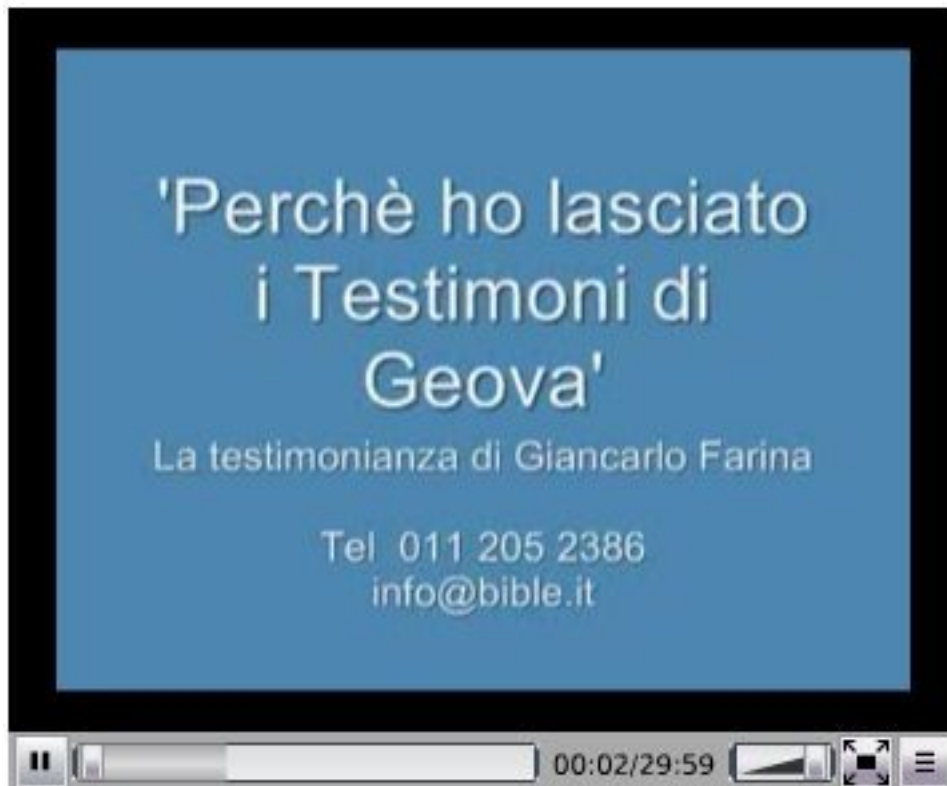 'Perchè ho lasciato
i Testimoni di
Geova'
La testimonianza di Giancarlo Farina
Tel 011 205 2386
info@bible.it
00:02/29:59